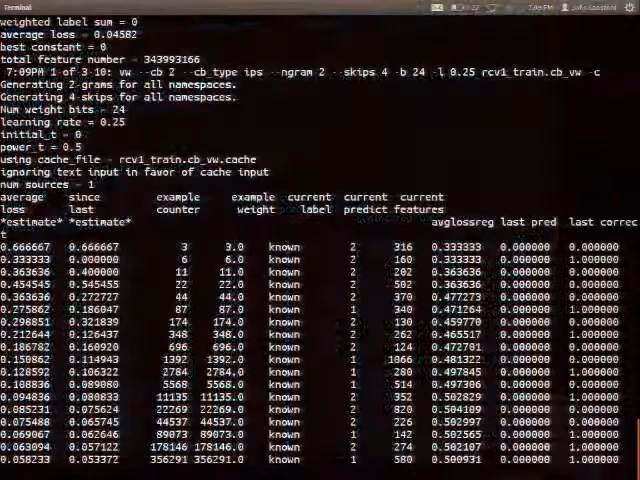 Terminal
weighted label sum = 0
average loss = 0.04582
best constant = 0
total feature number = 343993166
7:09PM 1 of 3-10: vw --cb 2 --cb_type ips --ngram 2 --skips 4 -b 24 -l 0.25 rcv1_train.cb_vw -c
Generating 2-grams for all namespaces.
Generating 4-skips for all namespaces.
Num weight bits = 24
learning rate = 0.25
initial_t = 0
power_t = 0.5
using cache_file = rcv1_train.cb_vw.cache
ignoring text input in favor of cache input
num sources = 1
average since example example current current current
loss last counter weight label predict features
*estimate* *estimate* avglossreg last pred last correc
t
0.666667 0.666667 3 3.0 known 2 316 0.333333 0.000000 0.000000
0.333333 0.000000 6 6.0 known 1 160 0.333333 0.000000 1.000000
0.363636 0.400000 11 11.0 known 2 202 0.363636 0.000000 0.000000
0.454545 0.545455 22 22.0 known 2 502 0.363636 0.000000 0.000000
0.363636 0.272727 44 44.0 known 2 370 0.477273 0.000000 0.000000
0.275862 0.186047 87 87.0 known 1 340 0.471264 0.000000 1.000000
0.298851 0.321839 174 174.0 known 2 130 0.459770 0.000000 0.000000
0.212644 0.126437 348 348.0 known 2 262 0.465517 0.000000 1.000000
0.186782 0.160920 696 696.0 known 2 124 0.472701 0.000000 0.000000
0.150862 0.114943 1392 1392.0 known 1 1066 0.481322 0.000000 0.000000
0.128592 0.106322 2784 2784.0 known 1 280 0.497845 0.000000 1.000000
0.108836 0.089080 5568 5568.0 known 1 514 0.497306 0.000000 0.000000
0.094836 0.080833 11135 11135.0 known 2 352 0.502829 0.000000 1.000000
0.085231 0.075624 22269 22269.0 known 2 820 0.504109 0.000000 0.000000
0.075488 0.065745 44537 44537.0 known 2 226 0.502997 0.000000 0.000000
0.069067 0.062646 89073 89073.0 known 1 142 0.502565 0.000000 1.000000
0.063094 0.057122 178146 178146.0 known 2 274 0.502107 0.000000 1.000000
0.058233 0.053372 356291 356291.0 known 1 580 0.500931 0.000000 0.000000